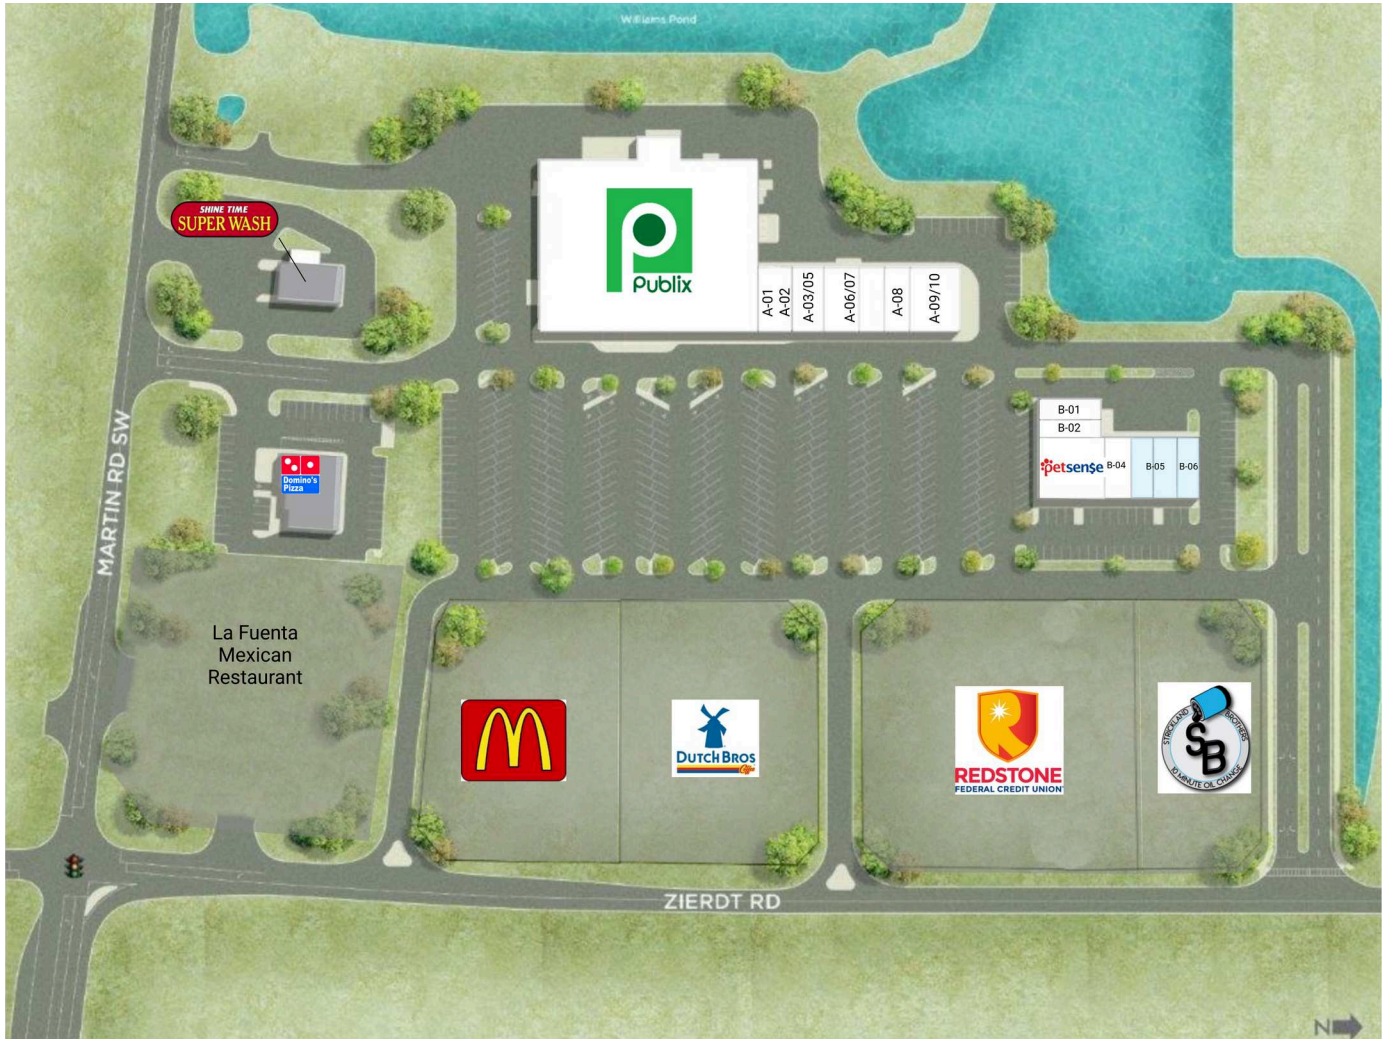 Williams Pond
SHINE TIME
SUPER WASH
Publix
A-01
A-02
A-03/05
A-06/07
A-08
A-09/10
MARTIN RD SW
B-01
B-02
petsense
B-04
B-05
B-06
Domino's
Pizza
La Fuenta
Mexican
Restaurant
DUTCH BROS
Coffee
REDSTONE
FEDERAL CREDIT UNION
STRICKLAND BROTHERS
SB
10 MINUTE OIL CHANGE
ZIERDT RD
N